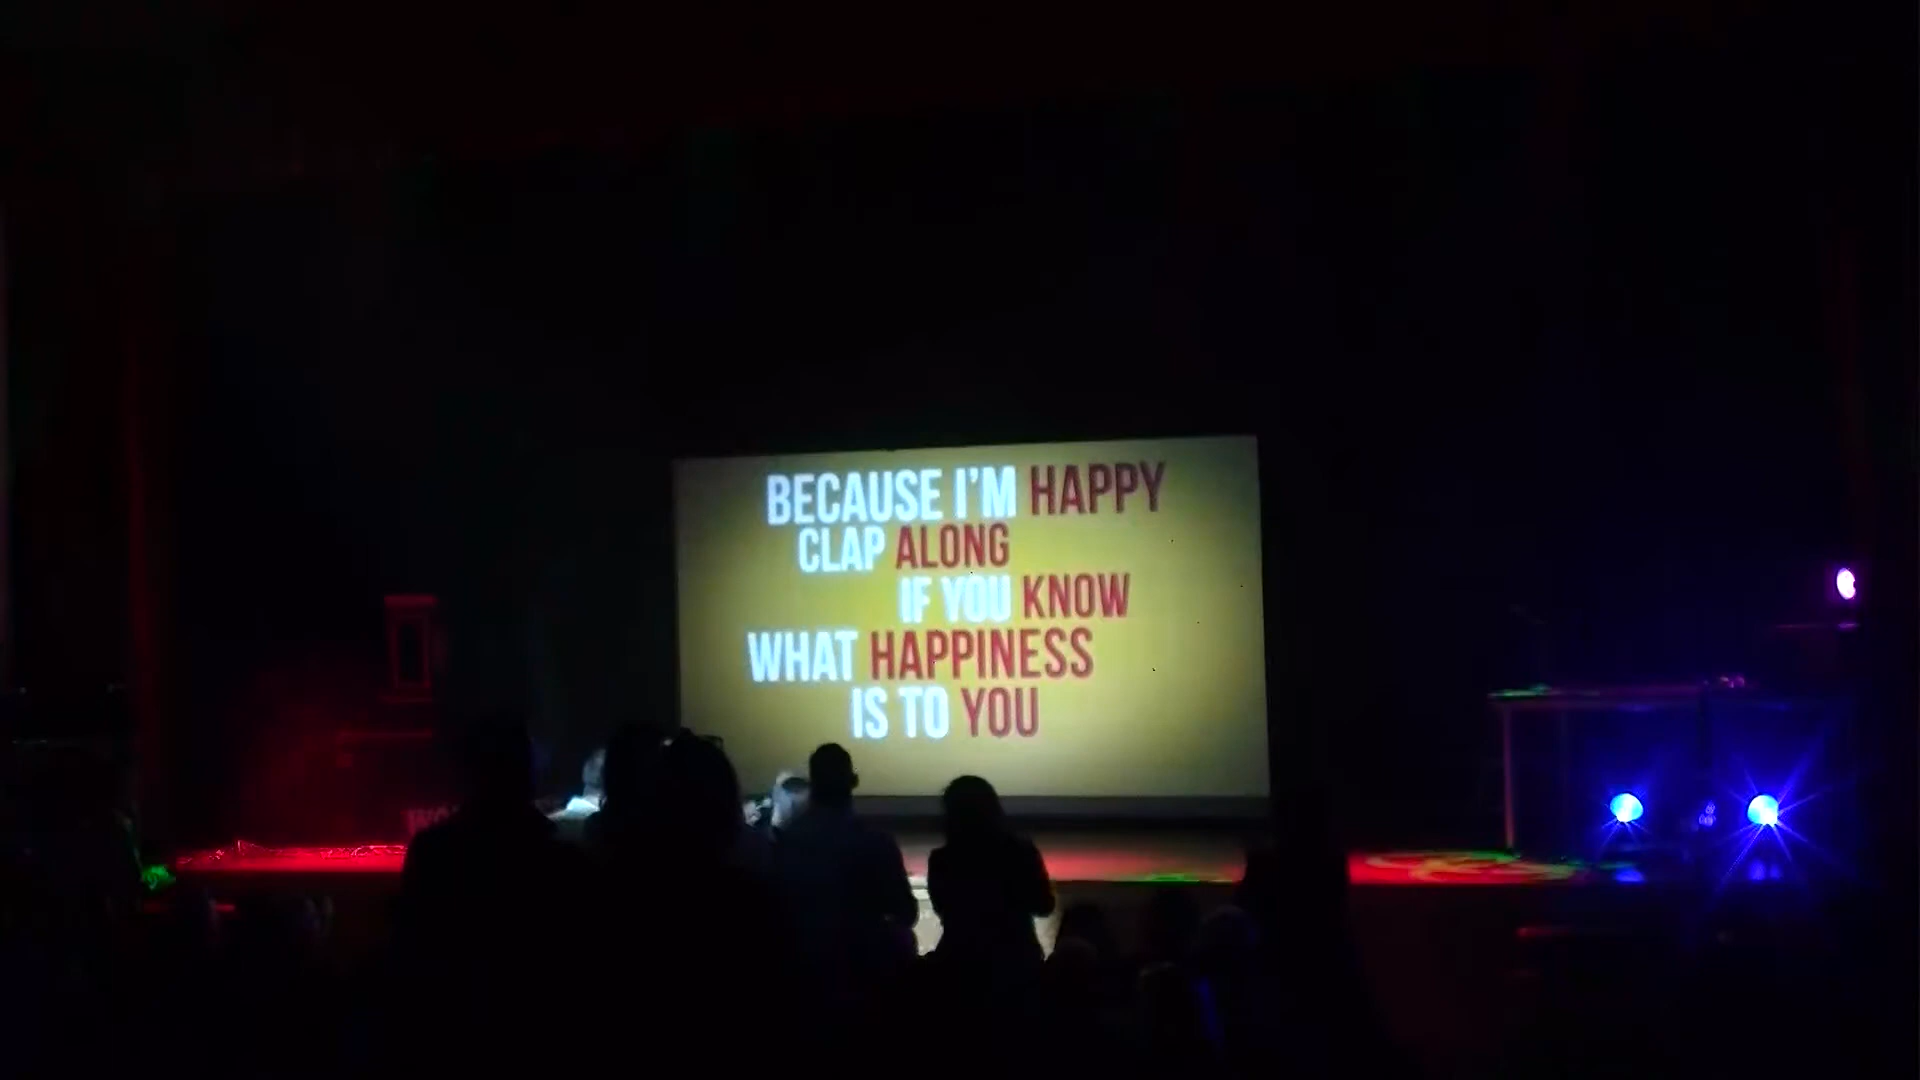 BECAUSE I'M HAPPY
CLAP ALONG
IF YOU KNOW
WHAT HAPPINESS
IS TO YOU